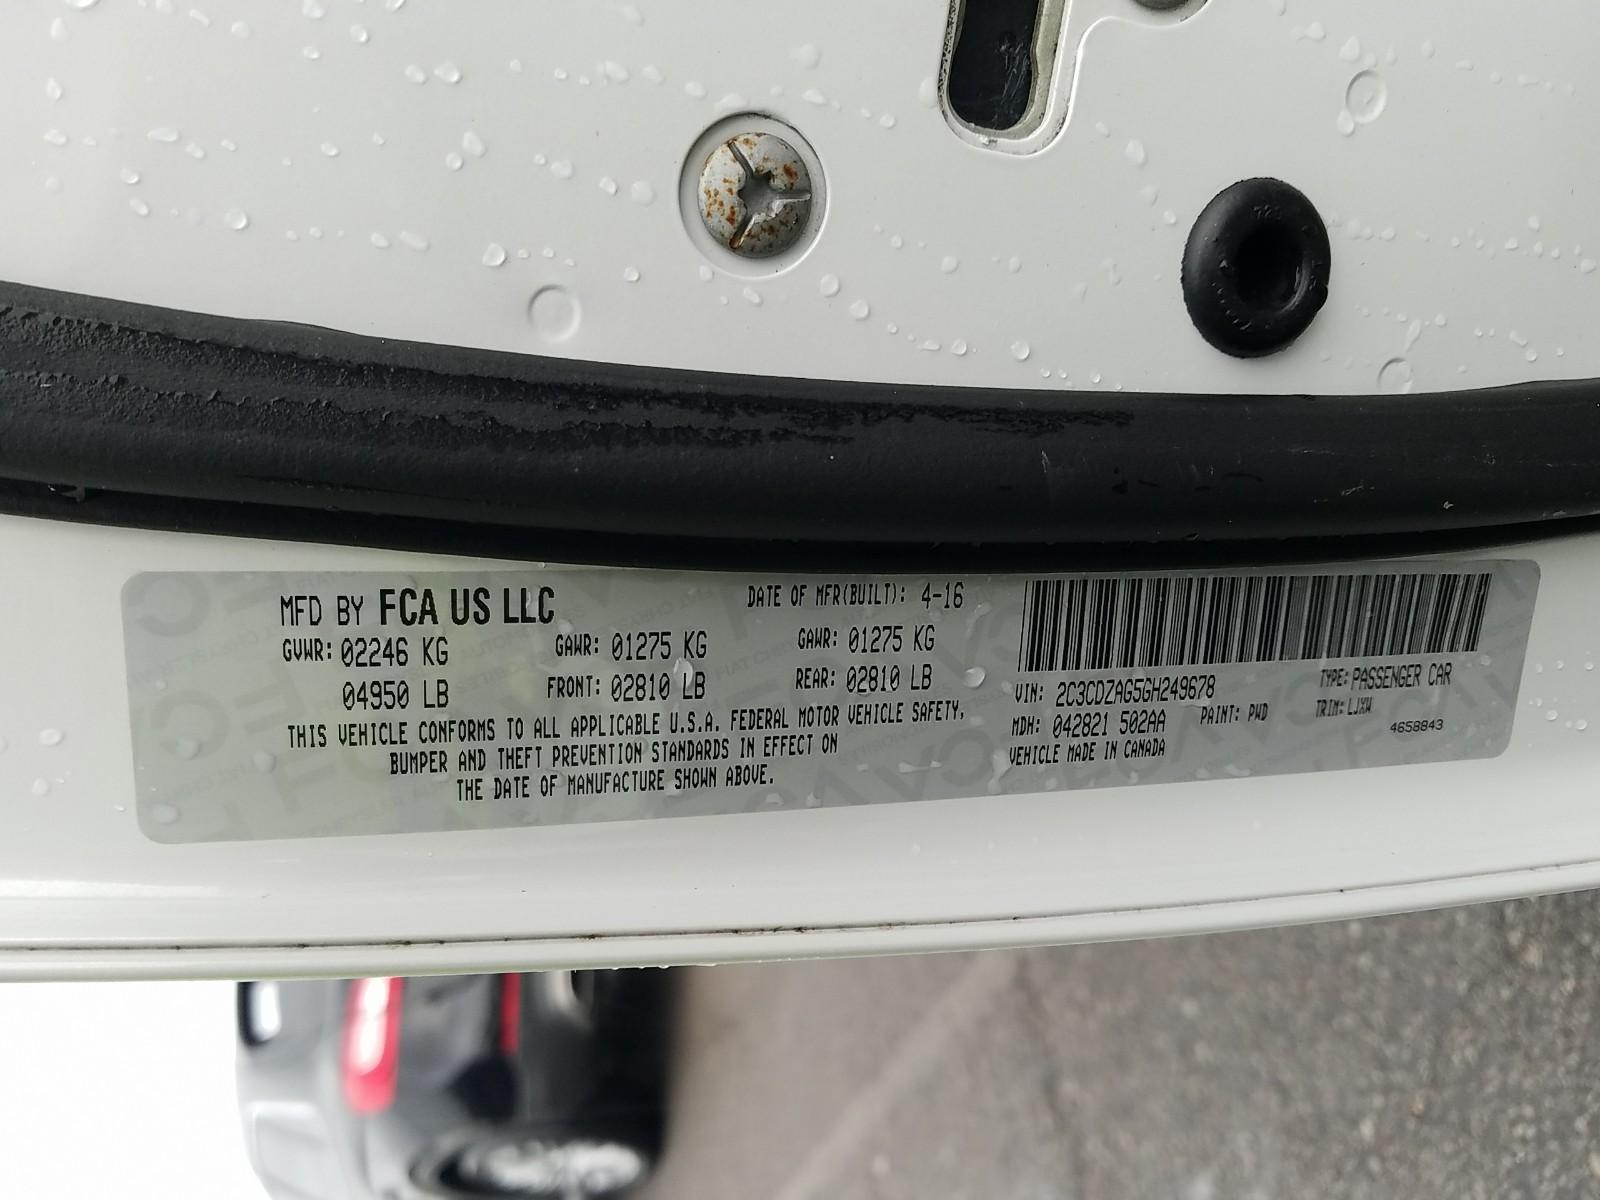 MFD BY FCA US LLC
DATE OF MFR(BUILT): 4-16
GVWR: 02246 KG
04950 LB
GAWR: 01275 KG
FRONT: 02810 LB
GAWR: 01275 KG
REAR: 02810 LB
THIS VEHICLE CONFORMS TO ALL APPLICABLE U.S.A. FEDERAL MOTOR VEHICLE SAFETY,
BUMPER AND THEFT PREVENTION STANDARDS IN EFFECT ON
THE DATE OF MANUFACTURE SHOWN ABOVE.
VIN: 2C3CDZAG5GH249678
TYPE: PASSENGER CAR
MDH: 042821 502AA
PAINT: PWD
TRIM: LJXW
VEHICLE MADE IN CANADA
4658843